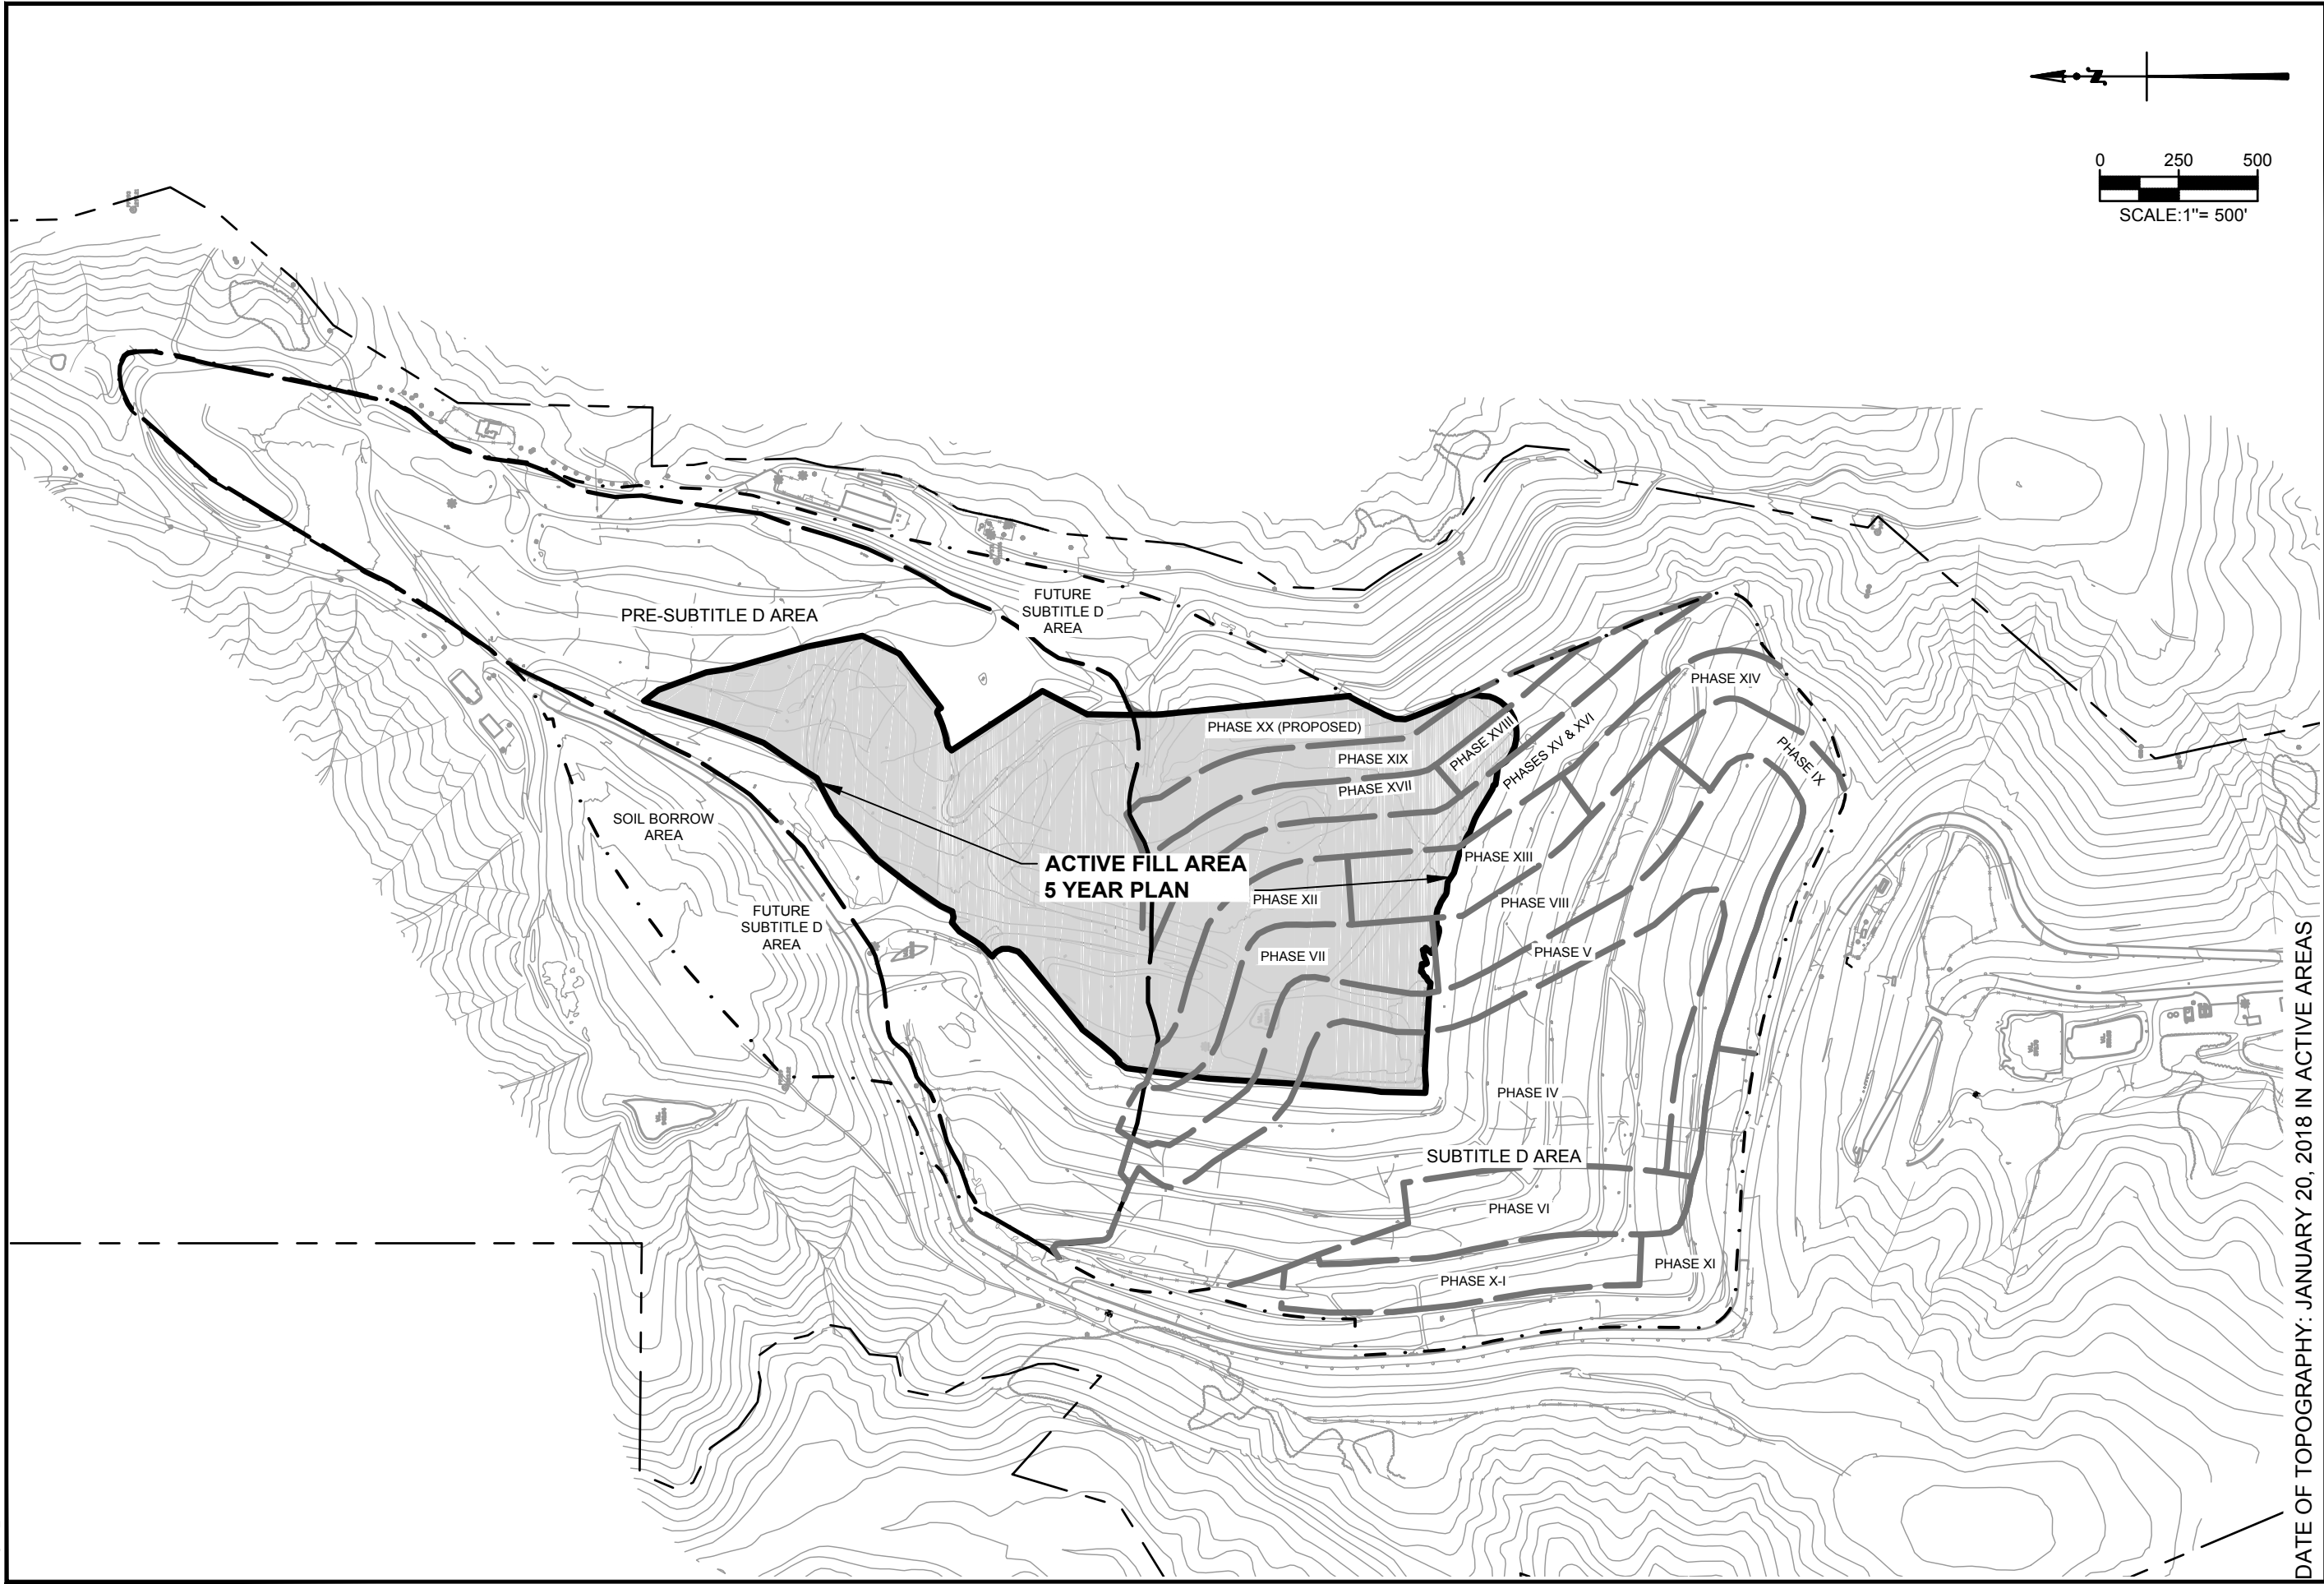 N
0 250 500
SCALE:1"= 500'
FUTURE
SUBTITLE D
AREA
PRE-SUBTITLE D AREA
PHASE XIV
PHASE XX (PROPOSED)
PHASE XVIII
PHASES XV & XVI
PHASE XIX
PHASE IX
PHASE XVII
SOIL BORROW
AREA
PHASE XIII
ACTIVE FILL AREA
5 YEAR PLAN
PHASE XII
PHASE VIII
FUTURE
SUBTITLE D
AREA
PHASE VII
PHASE V
PHASE IV
SUBTITLE D AREA
PHASE VI
PHASE XI
PHASE X-I
DATE OF TOPOGRAPHY: JANUARY 20, 2018 IN ACTIVE AREAS